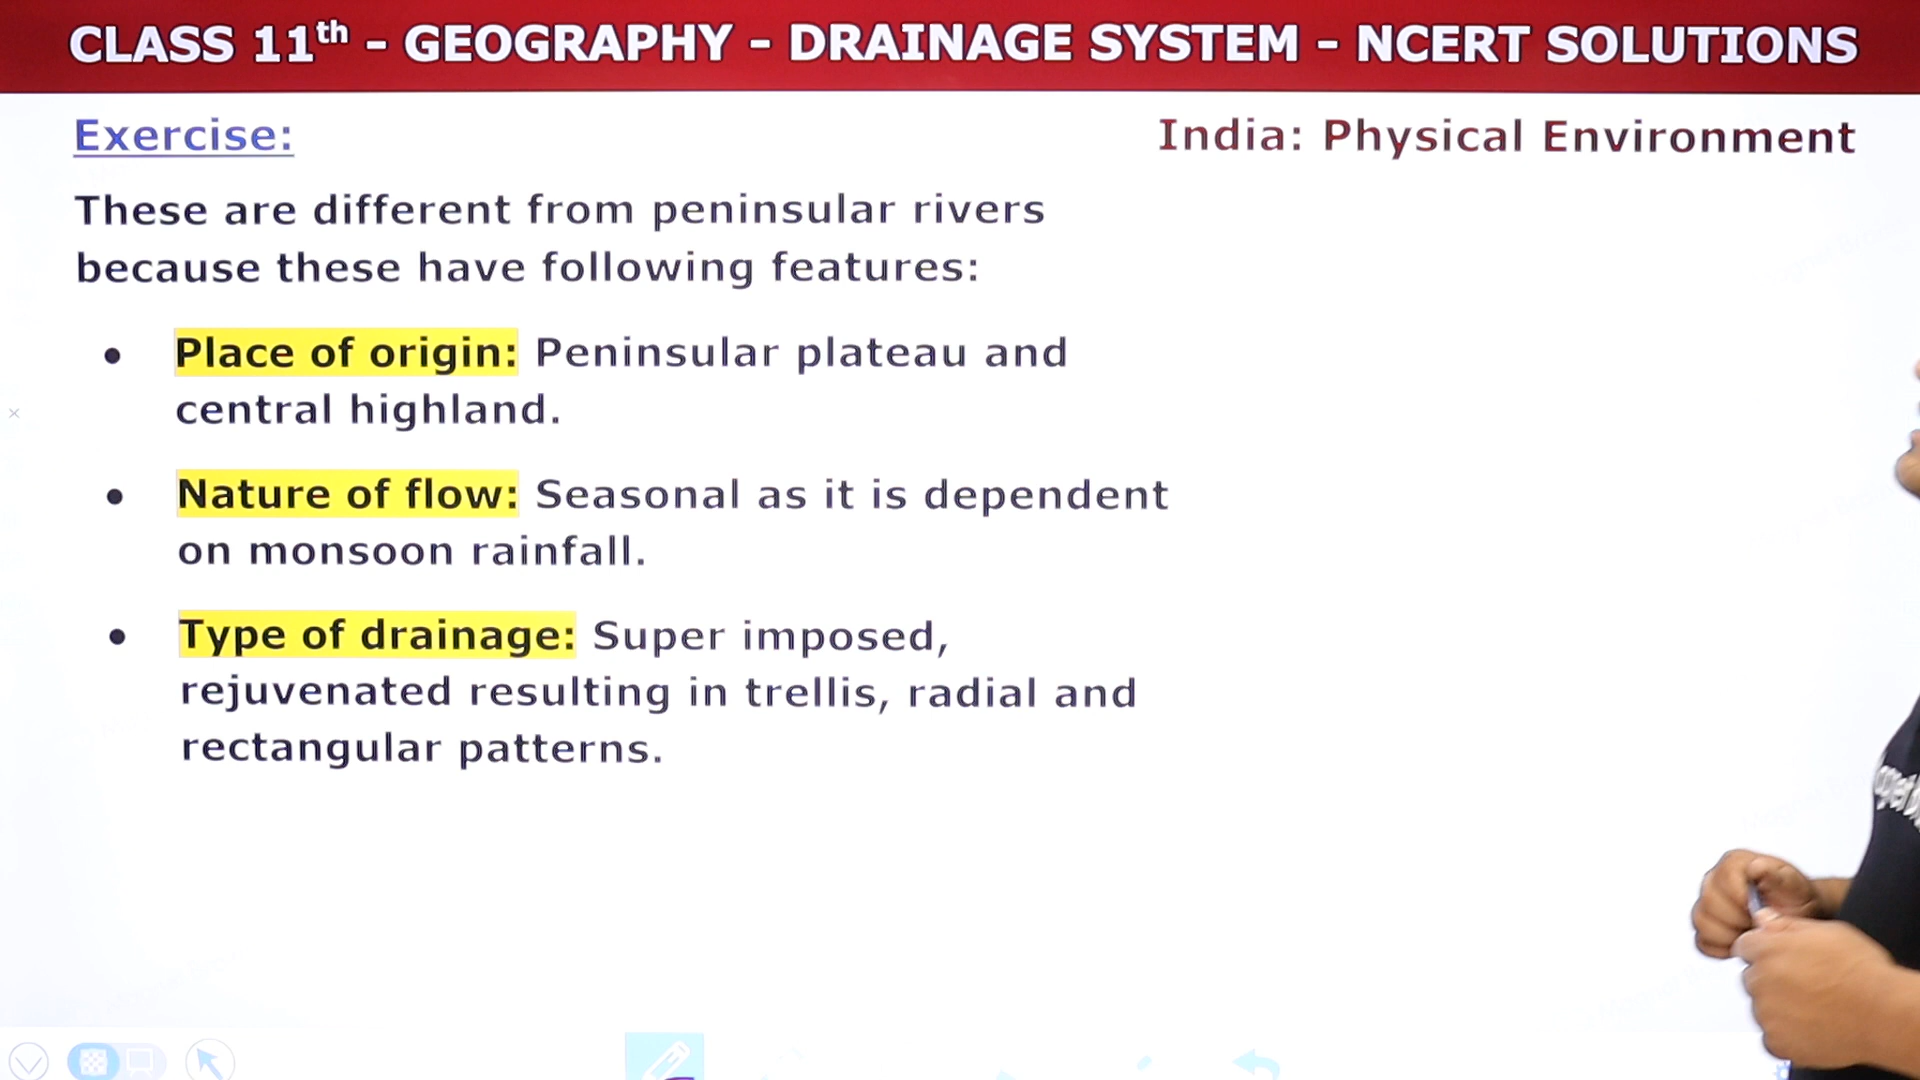 CLASS 11th - GEOGRAPHY - DRAINAGE SYSTEM - NCERT SOLUTIONS
Exercise:
India: Physical Environment
These are different from peninsular rivers
because these have following features:
• Place of origin: Peninsular plateau and
central highland.
• Nature of flow: Seasonal as it is dependent
on monsoon rainfall.
• Type of drainage: Super imposed,
rejuvenated resulting in trellis, radial and
rectangular patterns.